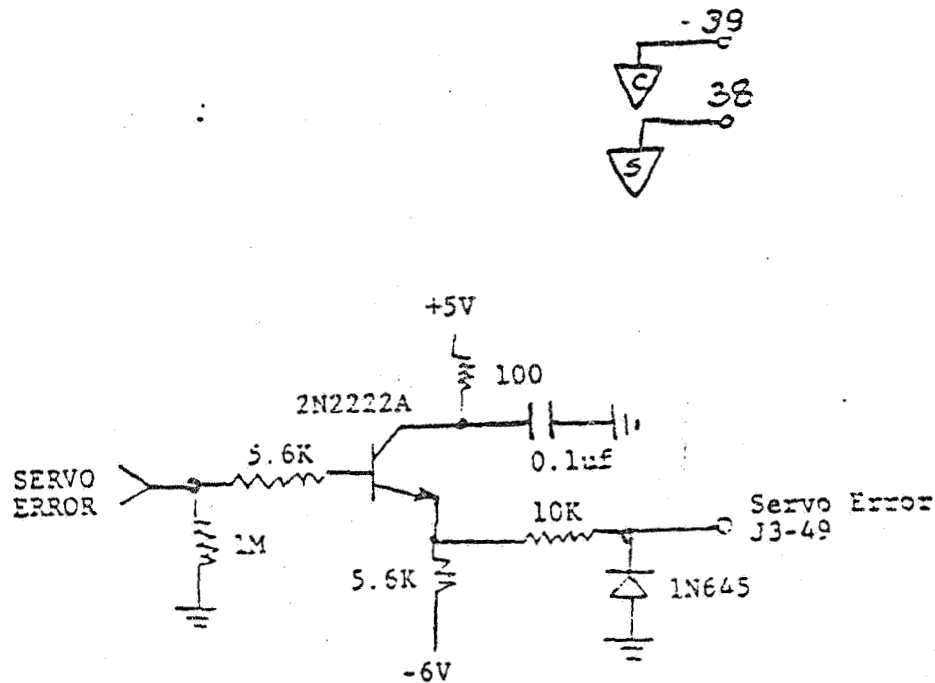 - 39
C
38
S
+5V
100
2N2222A
0.1uf
5.6K
SERVO
ERROR
1M
10K
Servo Error
J3-49
5.6K
1N645
-6V